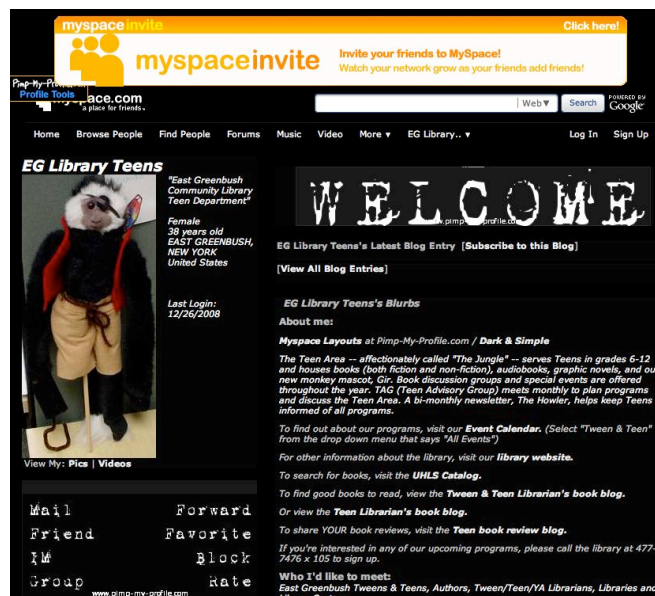 myspaceinvite
Click here!
myspaceinvite
Invite your friends to MySpace!
Watch your network grow as your friends add friends!
Profile Tools
myspace.com
a place for friends.
Web▼
Search
POWERED BY
Google
Home
Browse People
Find People
Forums
Music
Video
More ▼
EG Library.. ▼
Log In
Sign Up
EG Library Teens
"East Greenbush
Community Library
Teen Department"
Female
38 years old
EAST GREENBUSH,
NEW YORK
United States
Last Login:
12/26/2008
View My: Pics | Videos
Mail
Forward
Friend
Favorite
IM
Block
Group
Rate
www.pimp-my-profile.com
WELCOME
www.pimp-my-profile.co
EG Library Teens's Latest Blog Entry [Subscribe to this Blog]
[View All Blog Entries]
EG Library Teens's Blurbs
About me:
Myspace Layouts at Pimp-My-Profile.com / Dark & Simple
The Teen Area -- affectionately called "The Jungle" -- serves Teens in grades 6-12
and houses books (both fiction and non-fiction), audiobooks, graphic novels, and ou
new monkey mascot, Gir. Book discussion groups and special events are offered
throughout the year. TAG (Teen Advisory Group) meets monthly to plan programs
and discuss the Teen Area. A bi-monthly newsletter, The Howler, helps keep Teens
informed of all programs.
To find out about our programs, visit our Event Calendar. (Select "Tween & Teen"
from the drop down menu that says "All Events")
For other information about the library, visit our library website.
To search for books, visit the UHLS Catalog.
To find good books to read, view the Tween & Teen Librarian's book blog.
Or view the Teen Librarian's book blog.
To share YOUR book reviews, visit the Teen book review blog.
If you're interested in any of our upcoming programs, please call the library at 477-
7476 x 105 to sign up.
Who I'd like to meet:
East Greenbush Tweens & Teens, Authors, Tween/Teen/YA Librarians, Libraries and